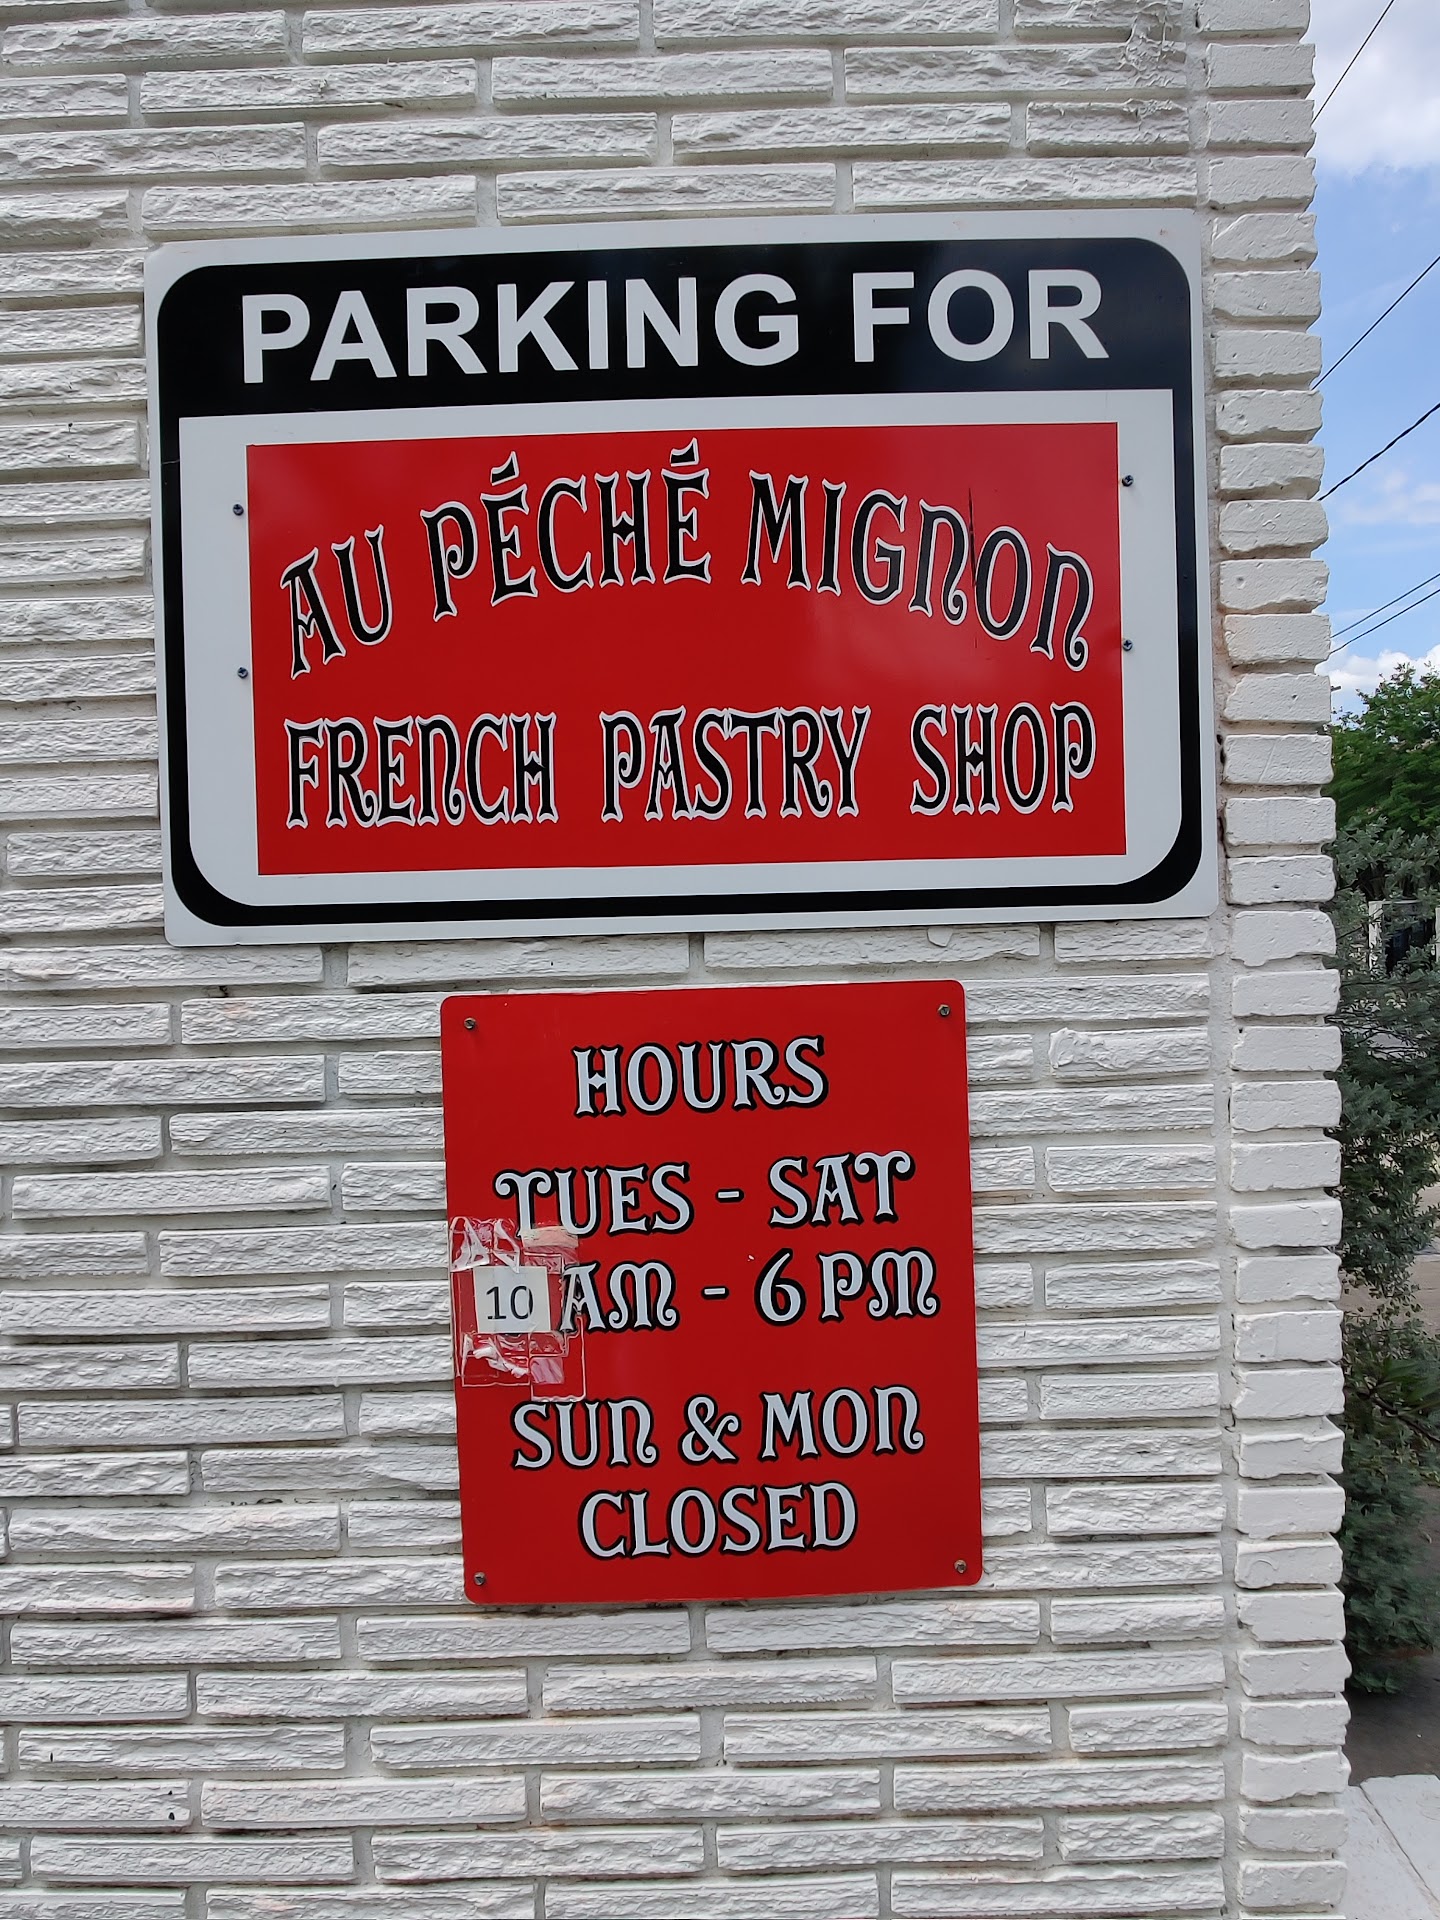 PARKING FOR
AU PÉCHÉ MIGNON
FRENCH PASTRY SHOP
HOURS
TUES - SAT
10 AM - 6 PM
SUN & MON
CLOSED